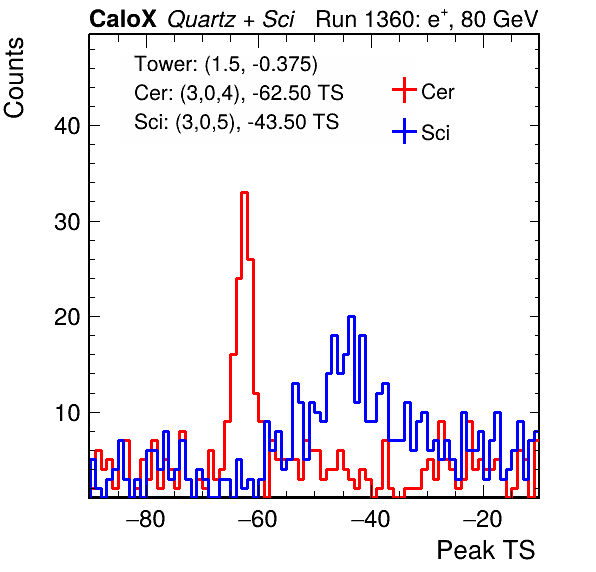 CaloX Quartz + Sci Run 1360: e⁺, 80 GeV
Counts
Tower: (1.5, -0.375)
Cer: (3,0,4), -62.50 TS
Sci: (3,0,5), -43.50 TS
Cer
Sci
40
30
20
10
−80 −60 −40 −20
Peak TS